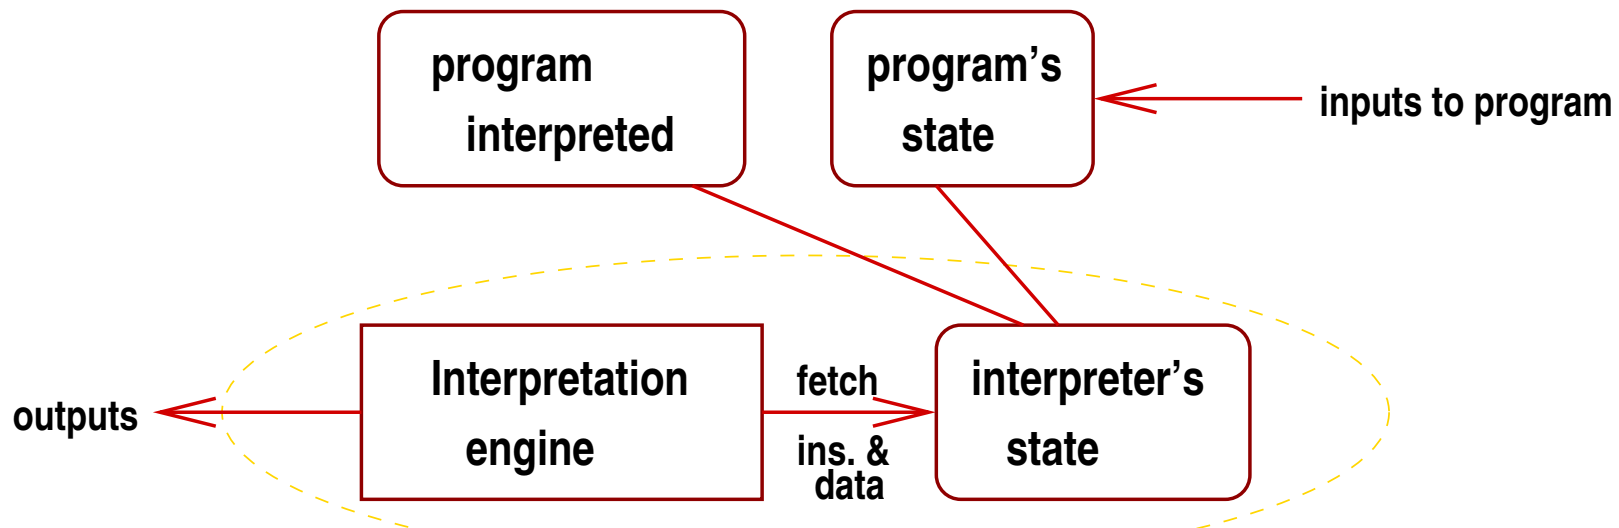 program
interpreted
program's
state
inputs to program
outputs
Interpretation
engine
fetch
ins. &
data
interpreter's
state